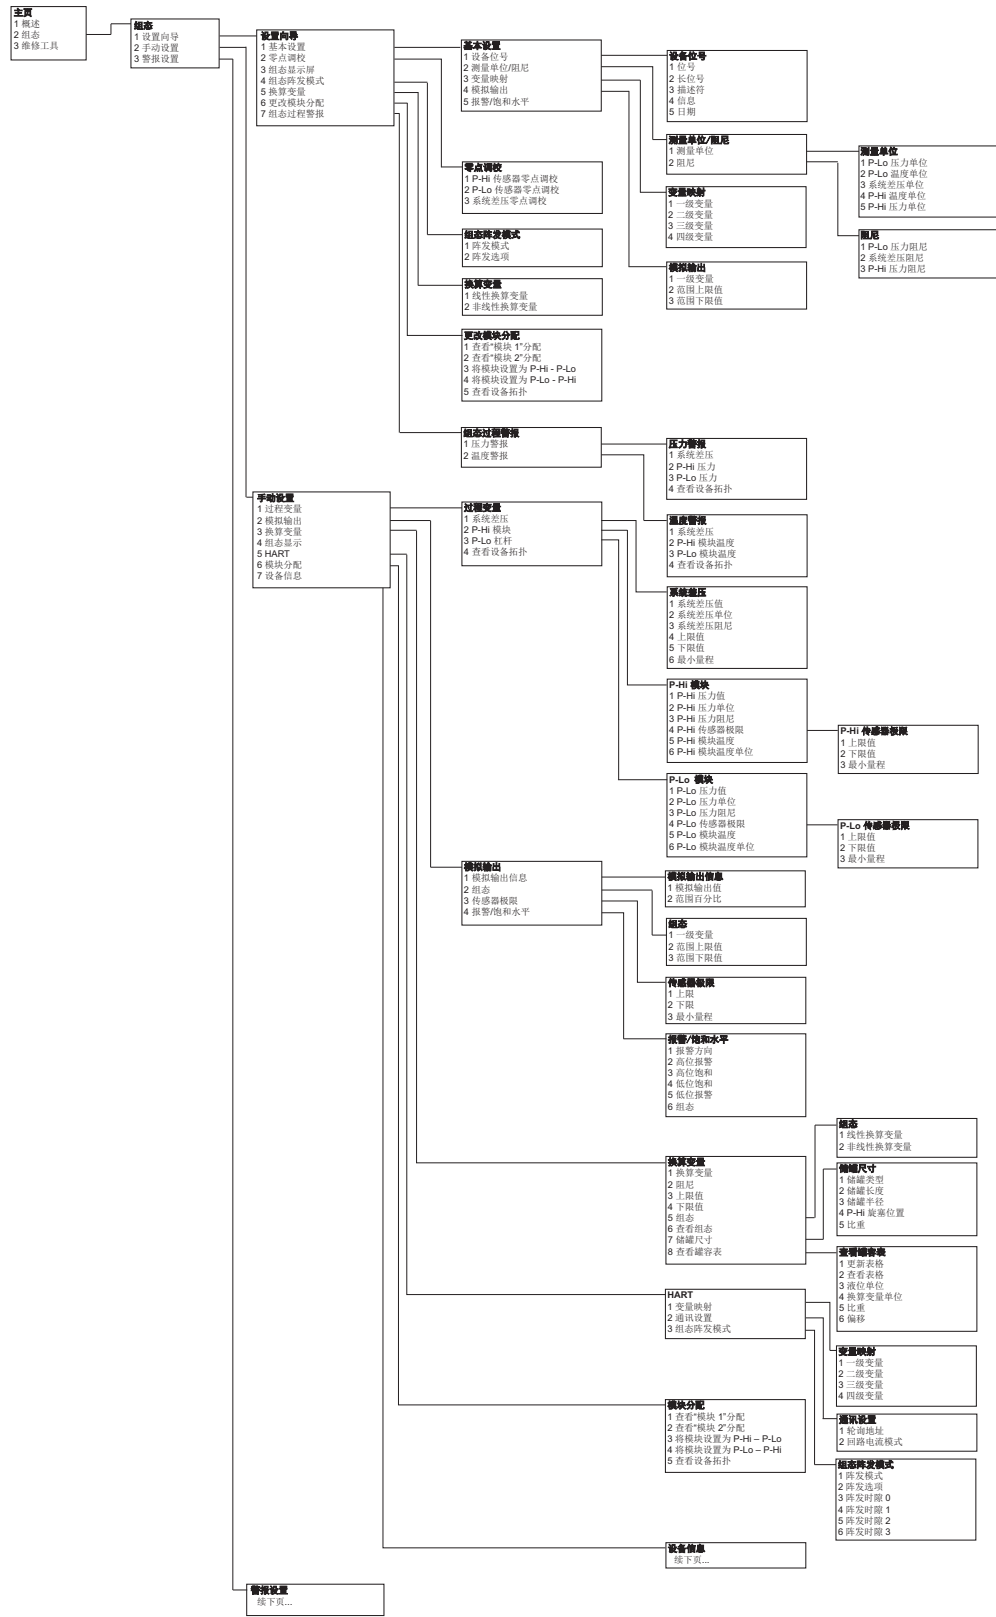 主页
1 概述
2 组态
3 维修工具
组态
1 设置向导
2 手动设置
3 警报设置
设置向导
1 基本设置
2 零点调校
3 组态显示屏
4 组态阵发模式
5 换算变量
6 更改模块分配
7 组态过程警报
基本设置
1 设备位号
2 测量单位/阻尼
3 变量映射
4 模拟输出
5 报警/饱和水平
设备位号
1 位号
2 长位号
3 描述符
4 信息
5 日期
测量单位/阻尼
1 测量单位
2 阻尼
测量单位
1 P-Lo 压力单位
2 P-Lo 温度单位
3 系统差压单位
4 P-Hi 温度单位
5 P-Hi 压力单位
零点调校
1 P-Hi 传感器零点调校
2 P-Lo 传感器零点调校
3 系统差压零点调校
变量映射
1 一级变量
2 二级变量
3 三级变量
4 四级变量
阻尼
1 P-Lo 压力阻尼
2 系统差压阻尼
3 P-Hi 压力阻尼
组态阵发模式
1 阵发模式
2 阵发选项
模拟输出
1 一级变量
2 范围上限值
3 范围下限值
换算变量
1 线性换算变量
2 非线性换算变量
更改模块分配
1 查看“模块 1”分配
2 查看“模块 2”分配
3 将模块设置为 P-Hi - P-Lo
4 将模块设置为 P-Lo - P-Hi
5 查看设备拓扑
组态过程警报
1 压力警报
2 温度警报
压力警报
1 系统差压
2 P-Hi 压力
3 P-Lo 压力
4 查看设备拓扑
手动设置
1 过程变量
2 模拟输出
3 换算变量
4 组态显示
5 HART
6 模块分配
7 设备信息
过程变量
1 系统差压
2 P-Hi 模块
3 P-Lo 杠杆
4 查看设备拓扑
温度警报
1 系统差压
2 P-Hi 模块温度
3 P-Lo 模块温度
4 查看设备拓扑
系统差压
1 系统差压值
2 系统差压单位
3 系统差压阻尼
4 上限值
5 下限值
6 最小量程
P-Hi 模块
1 P-Hi 压力值
2 P-Hi 压力单位
3 P-Hi 压力阻尼
4 P-Hi 传感器极限
5 P-Hi 模块温度
6 P-Hi 模块温度单位
P-Hi 传感器极限
1 上限值
2 下限值
3 最小量程
P-Lo 模块
1 P-Lo 压力值
2 P-Lo 压力单位
3 P-Lo 压力阻尼
4 P-Lo 传感器极限
5 P-Lo 模块温度
6 P-Lo 模块温度单位
P-Lo 传感器极限
1 上限值
2 下限值
3 最小量程
模拟输出
1 模拟输出信息
2 组态
3 传感器极限
4 报警/饱和水平
模拟输出信息
1 模拟输出值
2 范围百分比
组态
1 一级变量
2 范围上限值
3 范围下限值
传感器极限
1 上限
2 下限
3 最小量程
报警/饱和水平
1 报警方向
2 高位报警
3 高位饱和
4 低位饱和
5 低位报警
6 组态
组态
1 线性换算变量
2 非线性换算变量
换算变量
1 换算变量
2 阻尼
3 上限值
4 下限值
5 组态
6 查看组态
7 储罐尺寸
8 查看罐容表
储罐尺寸
1 储罐类型
2 储罐长度
3 储罐半径
4 P-Hi 旋塞位置
5 比重
查看罐容表
1 更新表格
2 查看表格
3 液位单位
4 换算变量单位
5 比重
6 偏移
HART
1 变量映射
2 通讯设置
3 组态阵发模式
变量映射
1 一级变量
2 二级变量
3 三级变量
4 四级变量
模块分配
1 查看“模块 1”分配
2 查看“模块 2”分配
3 将模块设置为 P-Hi – P-Lo
4 将模块设置为 P-Lo – P-Hi
5 查看设备拓扑
通讯设置
1 轮询地址
2 回路电流模式
组态阵发模式
1 阵发模式
2 阵发选项
3 阵发时隙 0
4 阵发时隙 1
5 阵发时隙 2
6 阵发时隙 3
设备信息
续下页...
警报设置
续下页...